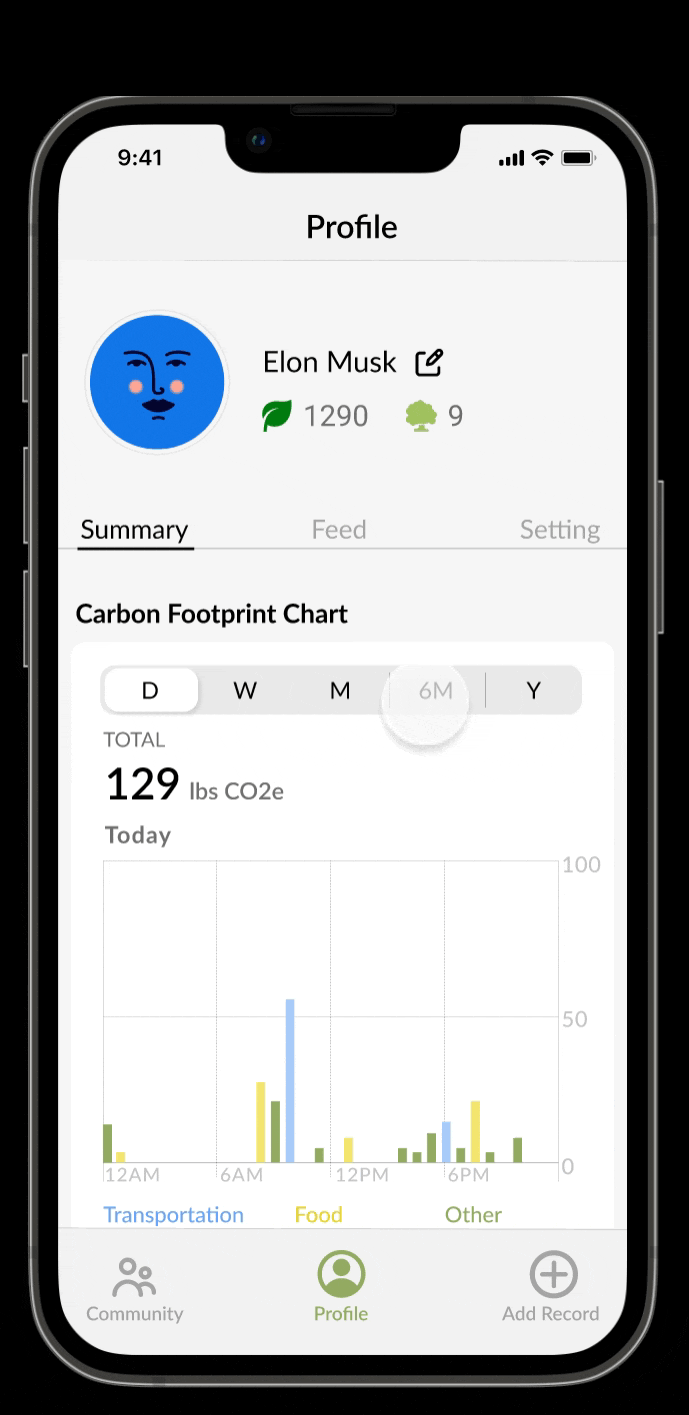 9:41
Profile
Elon Musk
1290 9
Summary Feed Setting
Carbon Footprint Chart
D W M 6M Y
TOTAL
129 lbs CO2e
Today
100
50
0
12AM 6AM 12PM 6PM
Transportation Food Other
Community Profile Add Record